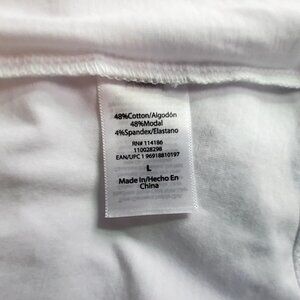 48%Cotton/Algodón
48%Modal
4%Spandex/Elastano
RN# 114186
110028298
EAN/UPC 1 96918810197
L
Made In/Hecho En
China